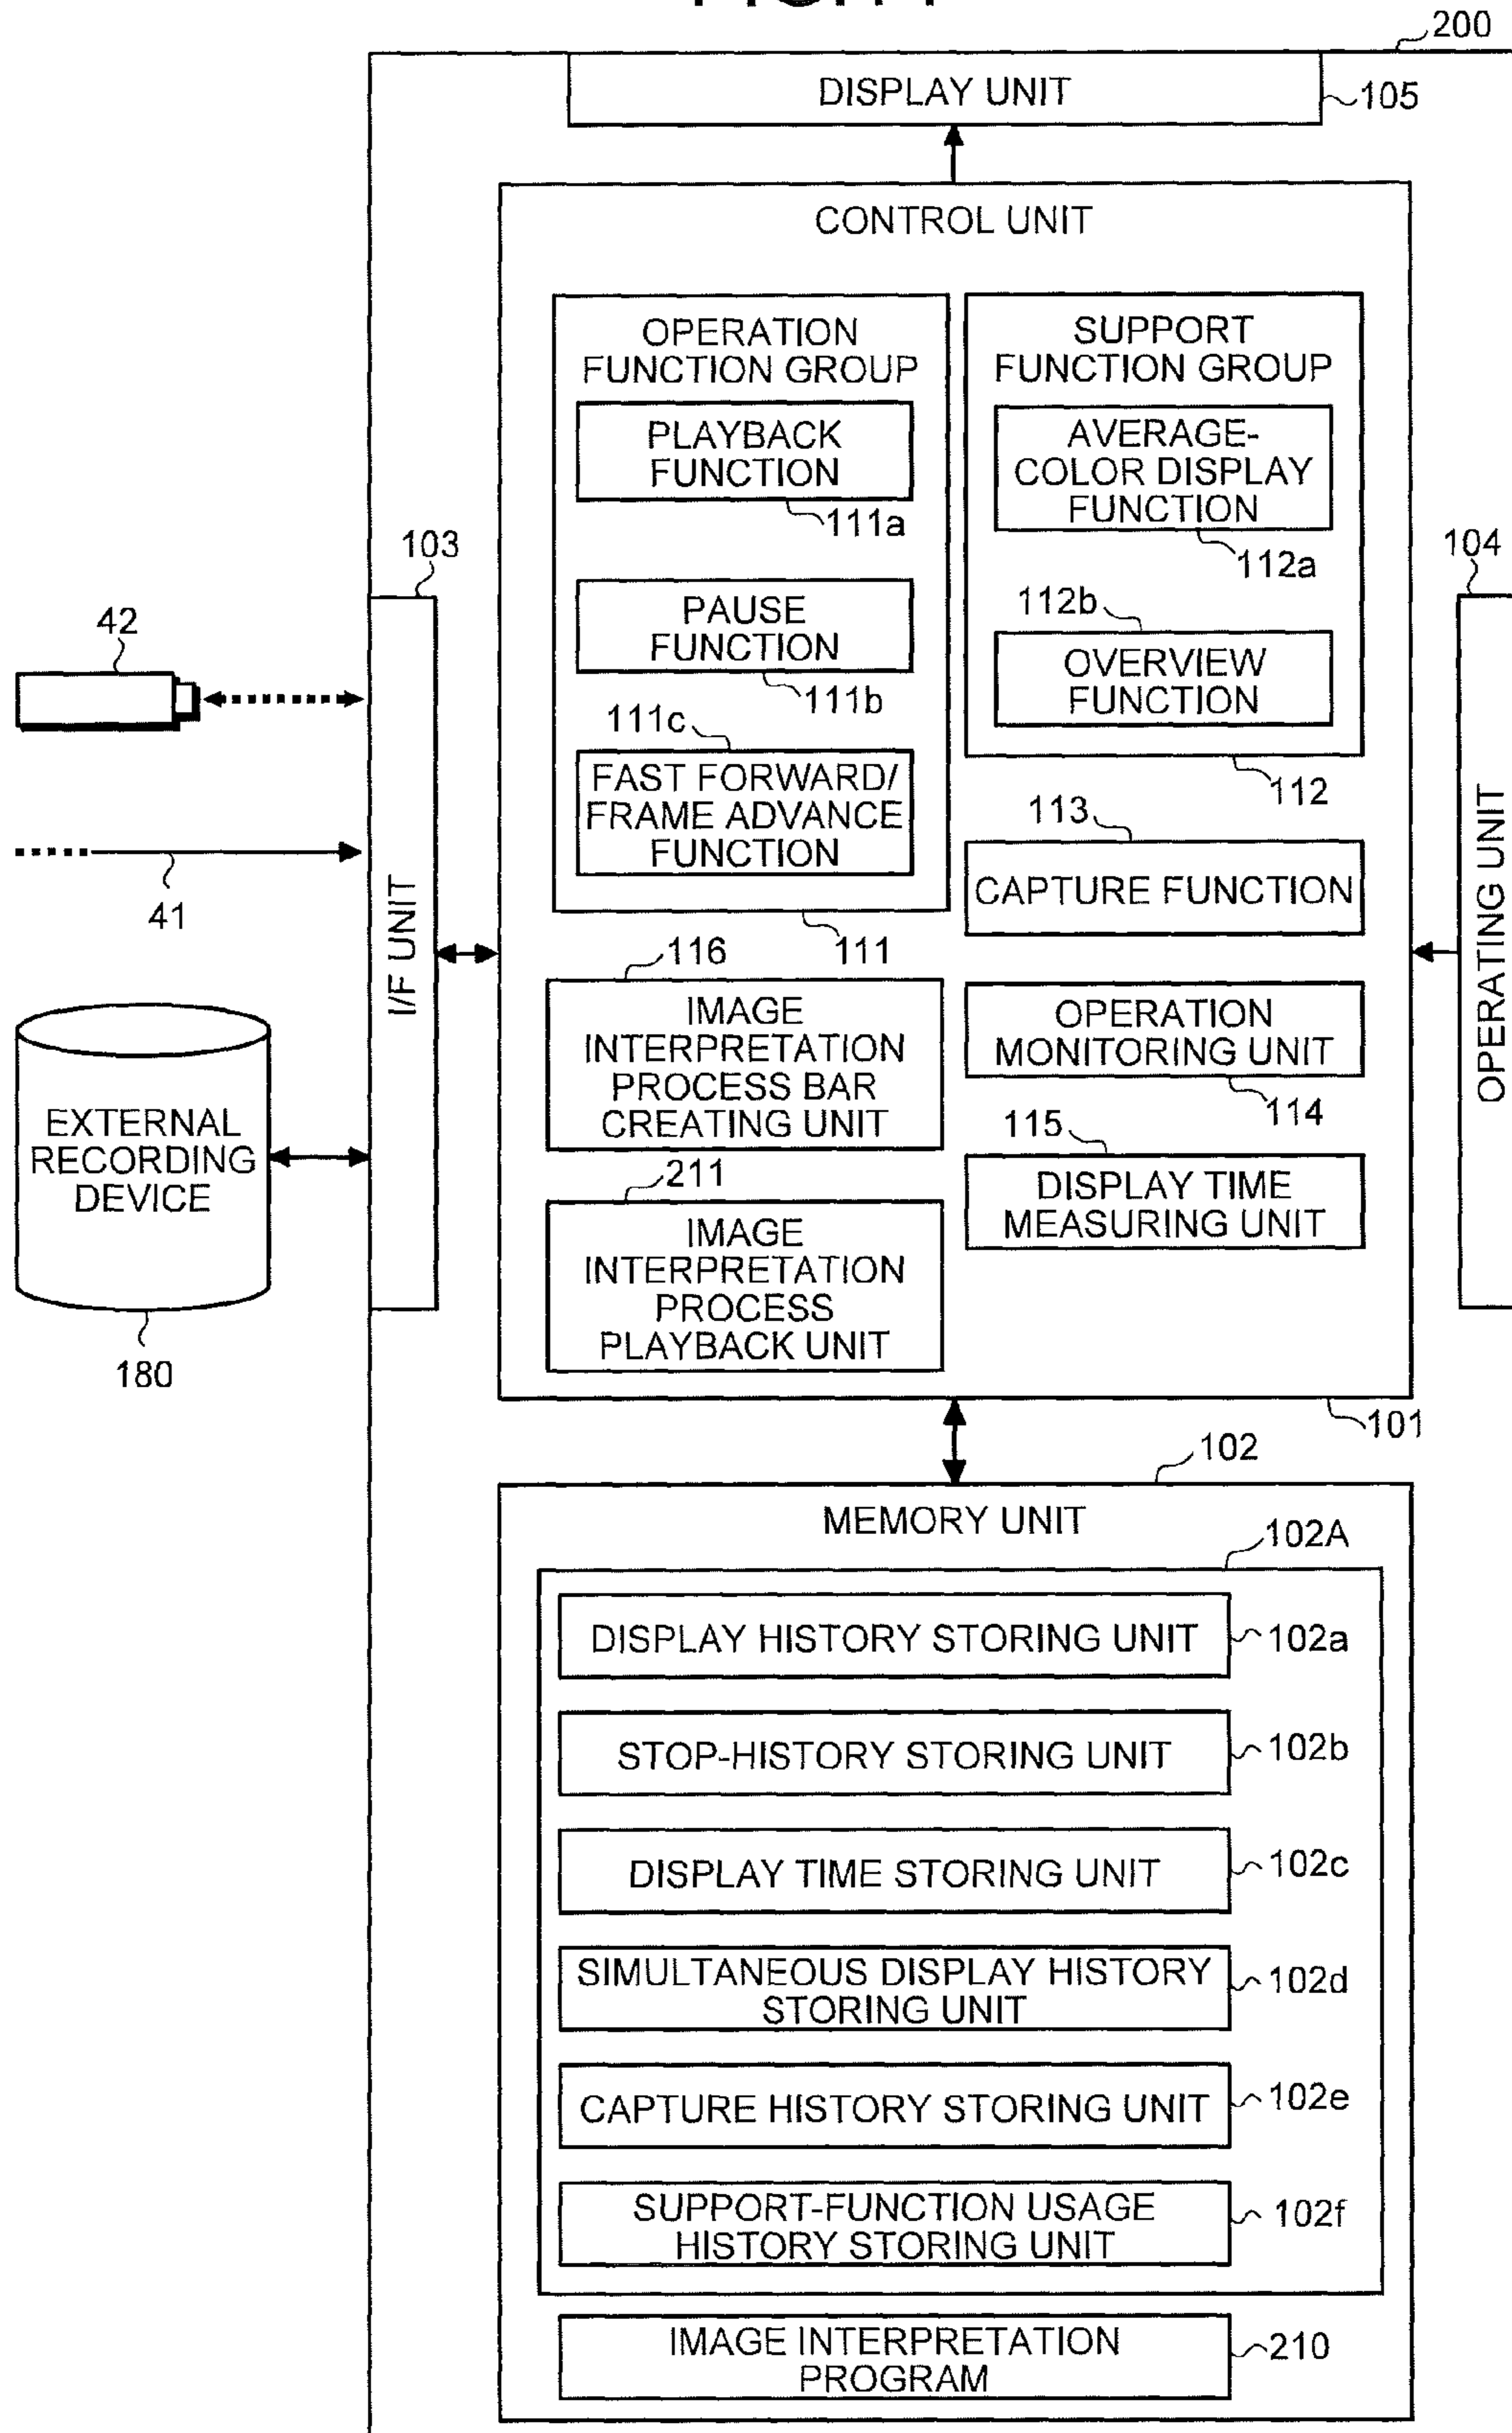 200
DISPLAY UNIT
105
CONTROL UNIT
OPERATION
FUNCTION GROUP
PLAYBACK
FUNCTION
111a
PAUSE
FUNCTION
111b
111c
FAST FORWARD/
FRAME ADVANCE
FUNCTION
111
SUPPORT
FUNCTION GROUP
AVERAGE-
COLOR DISPLAY
FUNCTION
112a
112b
OVERVIEW
FUNCTION
112
113
CAPTURE FUNCTION
116
IMAGE
INTERPRETATION
PROCESS BAR
CREATING UNIT
OPERATION
MONITORING UNIT
114
115
DISPLAY TIME
MEASURING UNIT
211
IMAGE
INTERPRETATION
PROCESS
PLAYBACK UNIT
101
103
I/F UNIT
42
41
EXTERNAL
RECORDING
DEVICE
180
104
OPERATING UNIT
102
MEMORY UNIT
102A
DISPLAY HISTORY STORING UNIT
102a
STOP-HISTORY STORING UNIT
102b
DISPLAY TIME STORING UNIT
102c
SIMULTANEOUS DISPLAY HISTORY
STORING UNIT
102d
CAPTURE HISTORY STORING UNIT
102e
SUPPORT-FUNCTION USAGE
HISTORY STORING UNIT
102f
IMAGE INTERPRETATION
PROGRAM
210